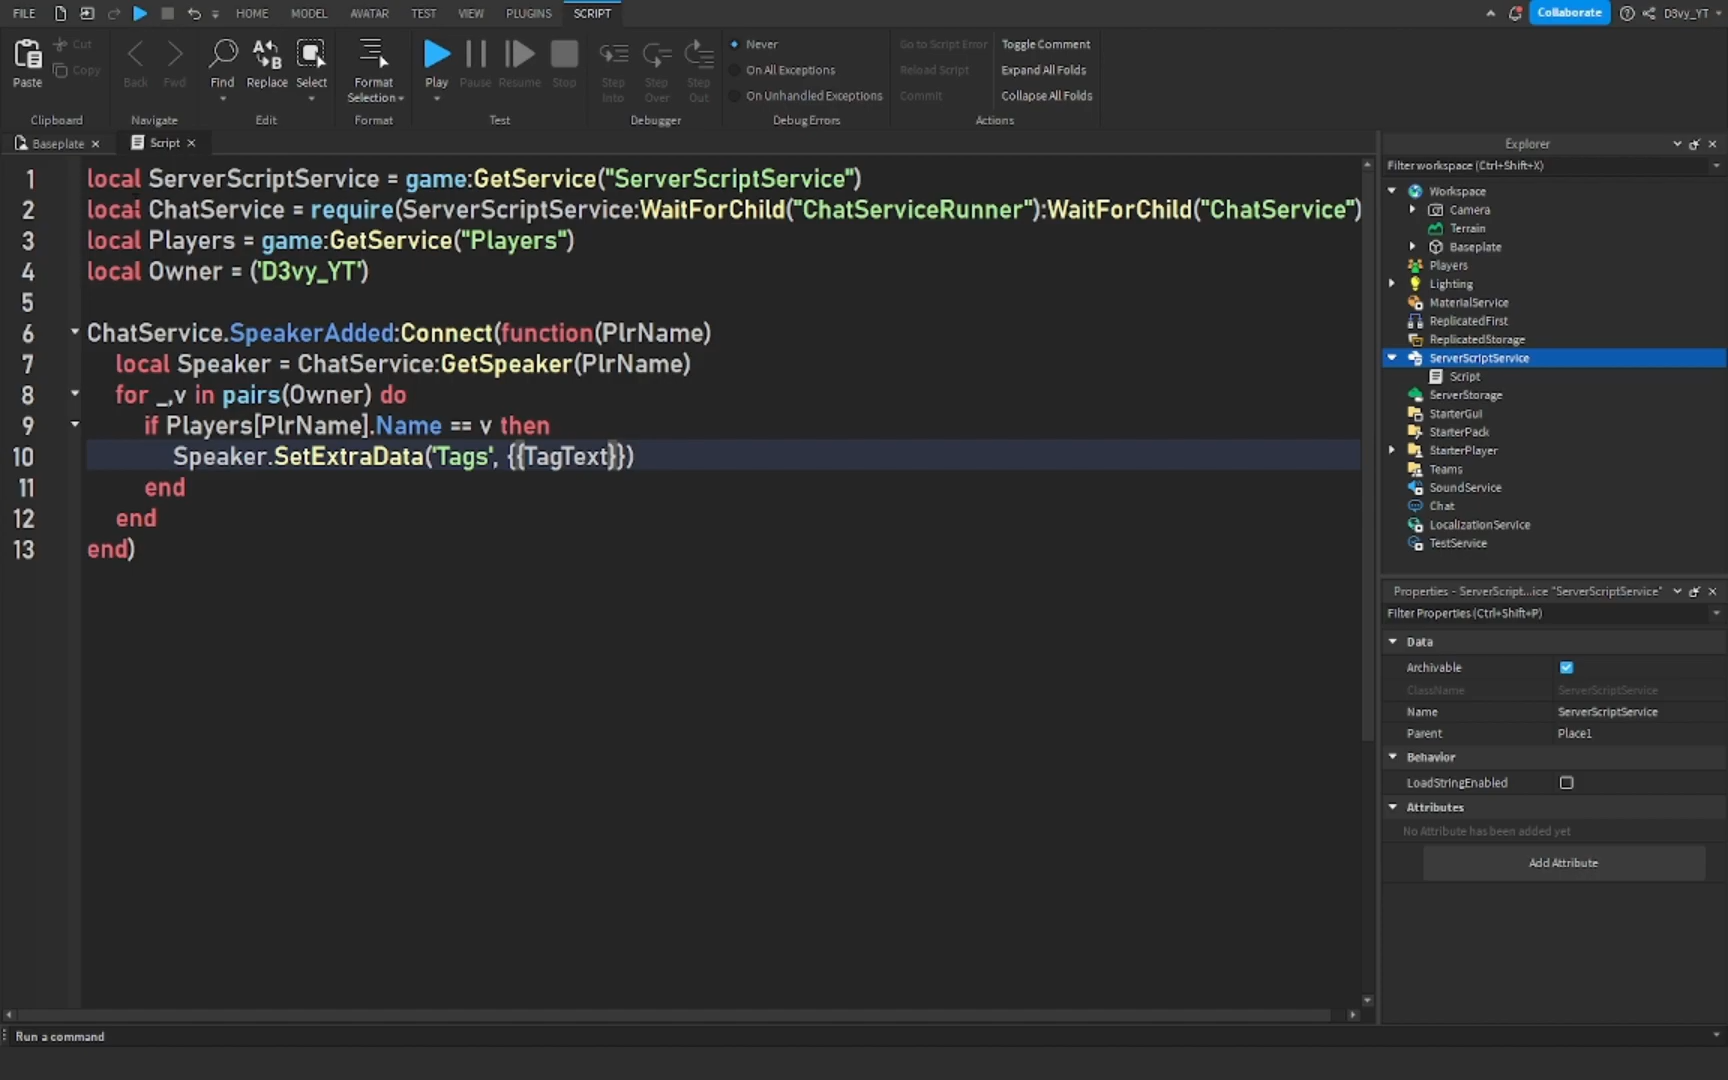 FILE HOME MODEL AVATAR TEST VIEW PLUGINS SCRIPT Collaborate D3vy_YT
Paste Cut Copy Back Fwd Find Replace Select Format Selection Play Pause Resume Stop Step Into Step Over Step Out
Never
On All Exceptions
On Unhandled Exceptions
Go to Script Error
Reload Script
Commit
Toggle Comment
Expand All Folds
Collapse All Folds
Clipboard Navigate Edit Format Test Debugger Debug Errors Actions
Baseplate × Script ×
1 local ServerScriptService = game:GetService("ServerScriptService")
2 local ChatService = require(ServerScriptService:WaitForChild("ChatServiceRunner"):WaitForChild("ChatService")
3 local Players = game:GetService("Players")
4 local Owner = ('D3vy_YT')
5
6 ChatService.SpeakerAdded:Connect(function(PlrName)
7 local Speaker = ChatService:GetSpeaker(PlrName)
8 for _,v in pairs(Owner) do
9 if Players[PlrName].Name == v then
10 Speaker.SetExtraData('Tags', {{TagText}})
11 end
12 end
13 end)
Explorer
Filter workspace (Ctrl+Shift+X)
Workspace
Camera
Terrain
Baseplate
Players
Lighting
MaterialService
ReplicatedFirst
ReplicatedStorage
ServerScriptService
Script
ServerStorage
StarterGui
StarterPack
StarterPlayer
Teams
SoundService
Chat
LocalizationService
TestService
Properties - ServerScript...ice "ServerScriptService"
Filter Properties (Ctrl+Shift+P)
Data
Archivable
ClassName ServerScriptService
Name ServerScriptService
Parent Place1
Behavior
LoadStringEnabled
Attributes
No Attribute has been added yet
Add Attribute
Run a command